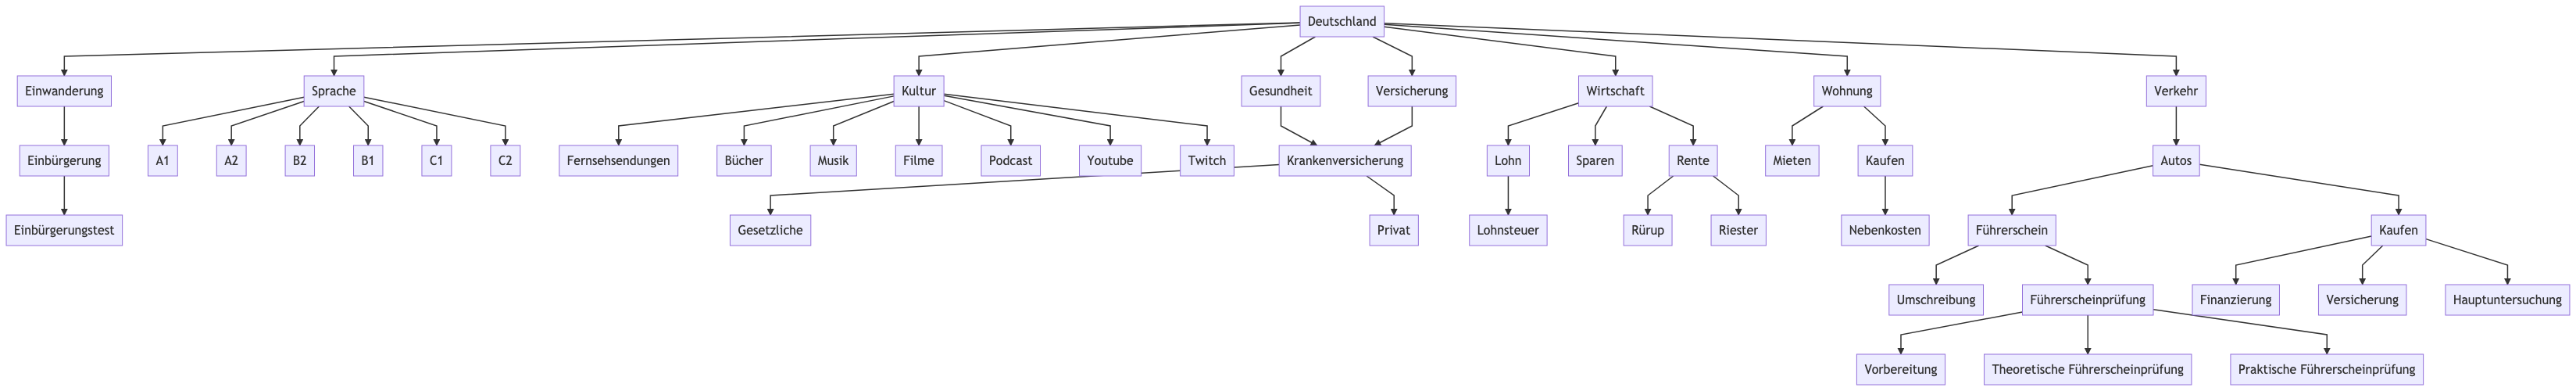 Deutschland
Einwanderung
Sprache
Kultur
Gesundheit
Versicherung
Wirtschaft
Wohnung
Verkehr
Einbürgerung
A1
A2
B2
B1
C1
C2
Fernsehsendungen
Bücher
Musik
Filme
Podcast
Youtube
Twitch
Krankenversicherung
Lohn
Sparen
Rente
Mieten
Kaufen
Autos
Einbürgerungstest
Gesetzliche
Privat
Lohnsteuer
Rürup
Riester
Nebenkosten
Führerschein
Kaufen
Umschreibung
Führerscheinprüfung
Finanzierung
Versicherung
Hauptuntersuchung
Vorbereitung
Theoretische Führerscheinprüfung
Praktische Führerscheinprüfung